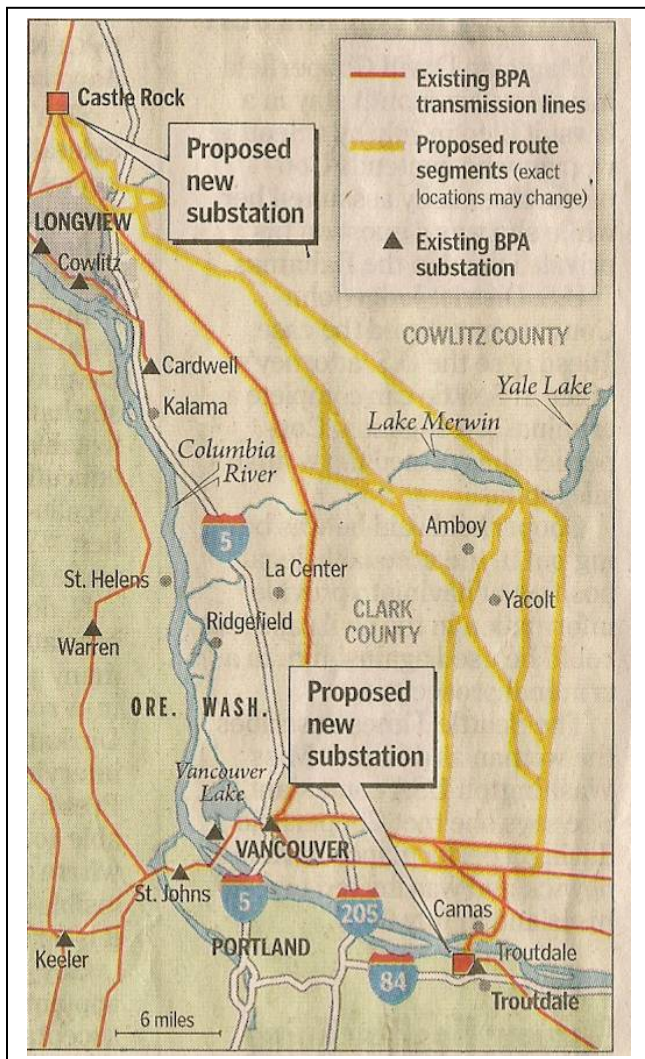 Castle Rock
Proposed
new
substation
Existing BPA
transmission lines
Proposed route
segments (exact
locations may change)
Existing BPA
substation
LONGVIEW
Cowlitz
COWLITZ COUNTY
Cardwell
Kalama
Yale Lake
Lake Merwin
Columbia
River
5
Amboy
La Center
St. Helens
Yacolt
CLARK
COUNTY
Ridgefield
Warren
Proposed
new
substation
ORE. WASH.
Vancouver
Lake
VANCOUVER
St. Johns
5
205
Camas
PORTLAND
Troutdale
Keeler
84
Troutdale
6 miles